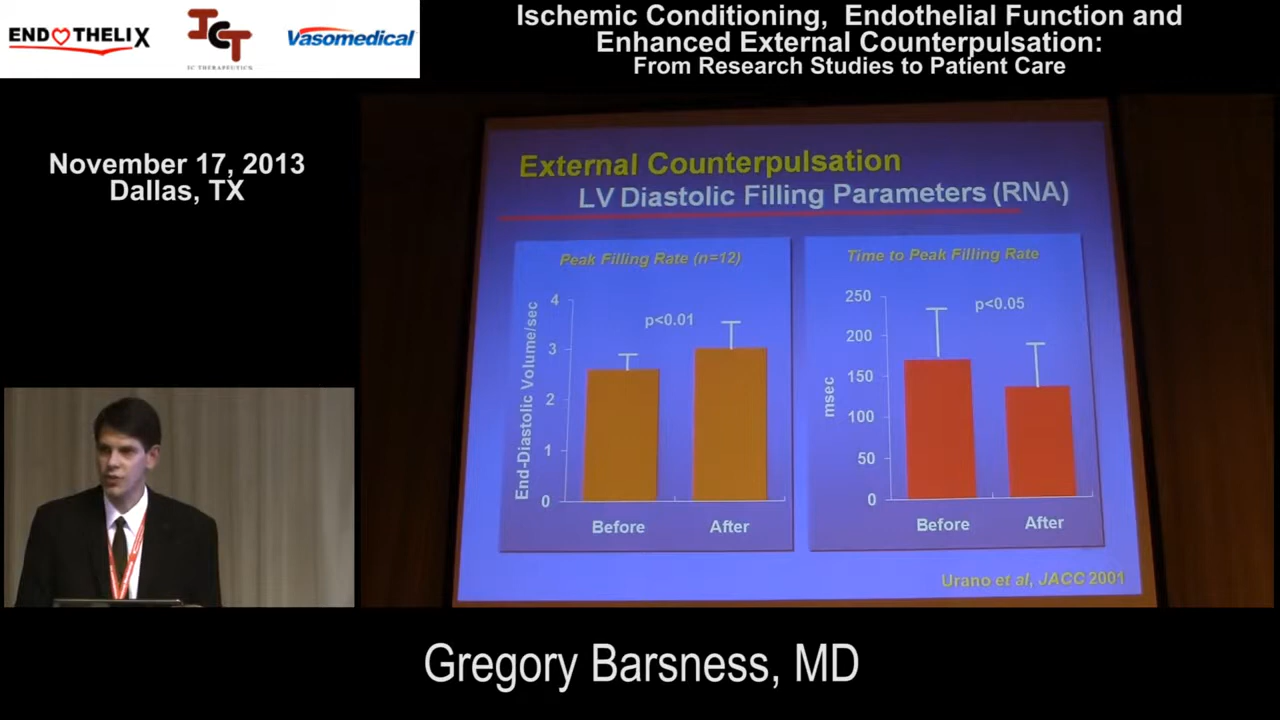 ENDOTHELIX
ICT
IC THERAPEUTICS
Vasomedical
Ischemic Conditioning, Endothelial Function and
Enhanced External Counterpulsation:
From Research Studies to Patient Care
November 17, 2013
Dallas, TX
External Counterpulsation
LV Diastolic Filling Parameters (RNA)
Peak Filling Rate (n=12)
End-Diastolic Volume/sec
4
3
2
1
0
p<0.01
Before After
Time to Peak Filling Rate
msec
250
200
150
100
50
0
p<0.05
Before After
Urano et al, JACC 2001
Gregory Barsness, MD